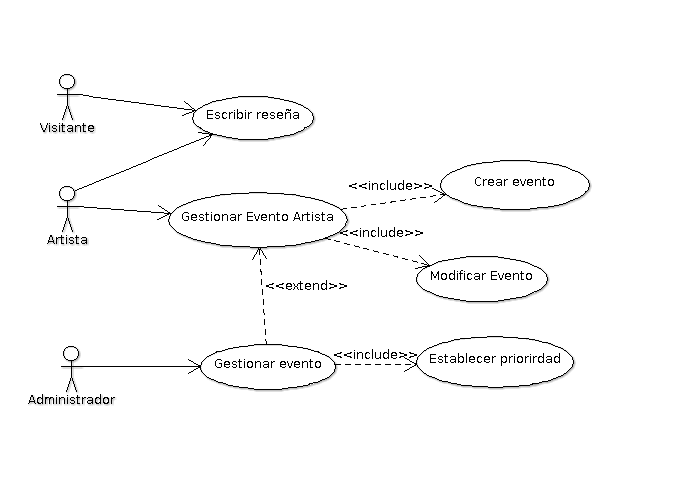 Visitante
Escribir reseña
Artista
Gestionar Evento Artista
<<include>>
Crear evento
<<include>>
Modificar Evento
<<extend>>
Administrador
Gestionar evento
<<include>>
Establecer priorirdad